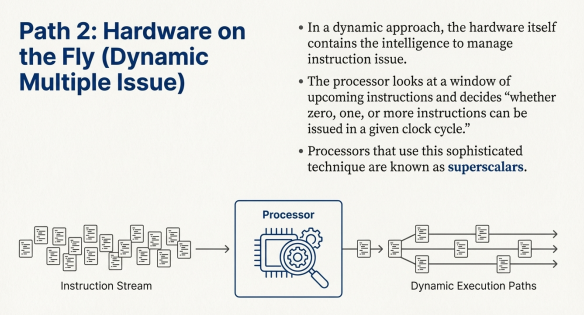 Path 2: Hardware on
the Fly (Dynamic
Multiple Issue)
• In a dynamic approach, the hardware itself
contains the intelligence to manage
instruction issue.
• The processor looks at a window of
upcoming instructions and decides “whether
zero, one, or more instructions can be
issued in a given clock cycle.”
• Processors that use this sophisticated
technique are known as superscalars.
Processor
Instruction Stream
Dynamic Execution Paths